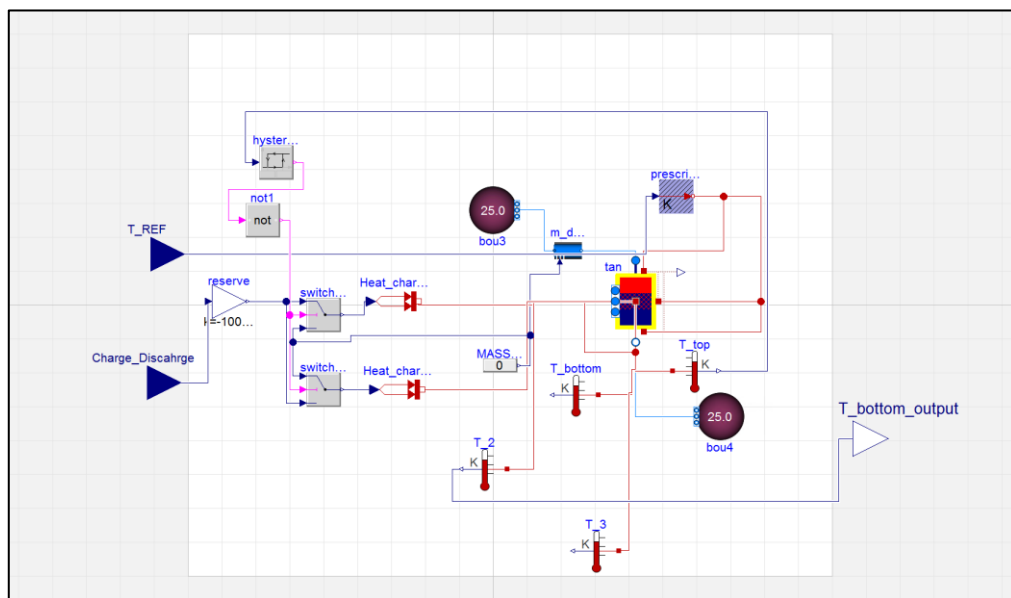 hyster...
not1
not
T_REF
reserve
k=-100...
Charge_Discahrge
switch...
switch...
Heat_char...
Heat_char...
25.0
bou3
m_d...
prescri...
K
tan
MASS...
0
T_top
K
T_bottom
K
25.0
bou4
T_bottom_output
T_2
K
T_3
K